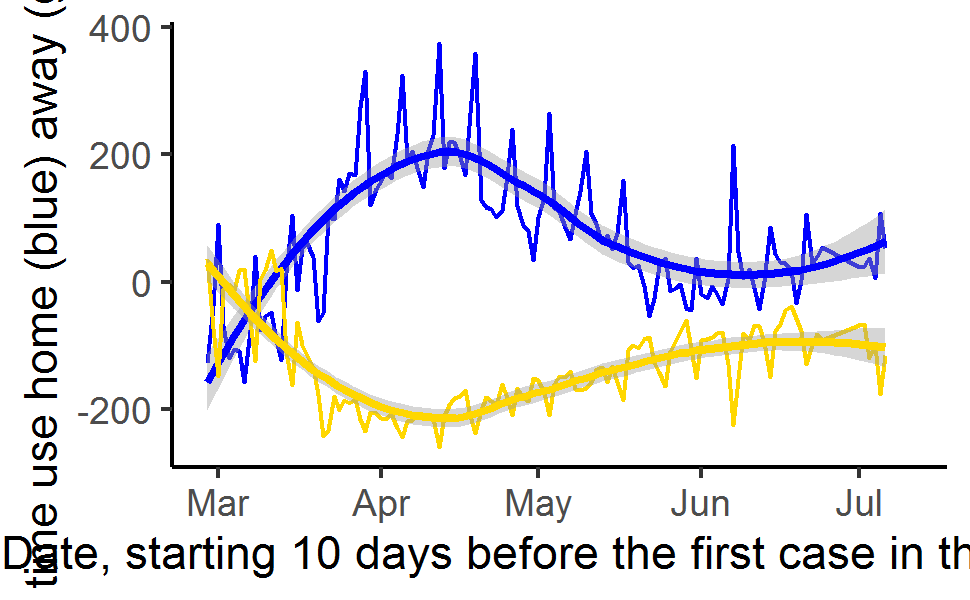 time use home (blue) away (
400
200
0
-200
Mar Apr May Jun Jul
Date, starting 10 days before the first case in th